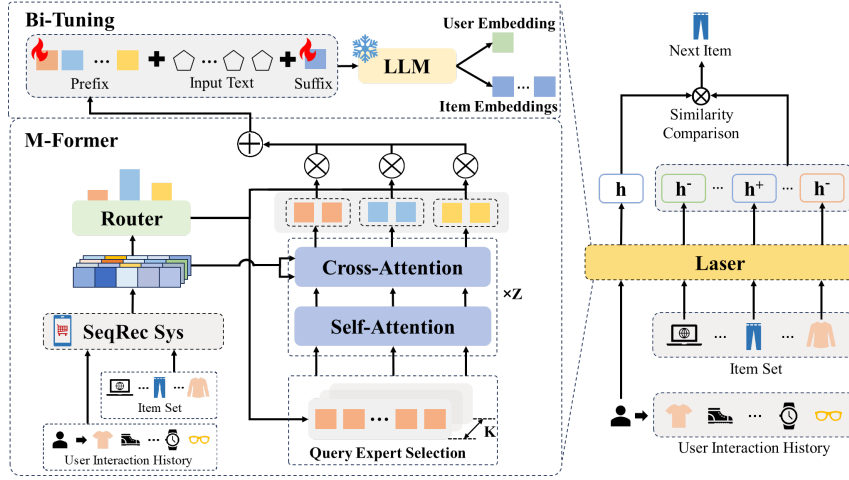 Bi-Tuning
Prefix
Input Text
Suffix
LLM
User Embedding
Item Embeddings
M-Former
Router
SeqRec Sys
Item Set
User Interaction History
Cross-Attention
Self-Attention
×Z
K
Query Expert Selection
Next Item
Similarity
Comparison
h
h-
h+
h-
Laser
Item Set
User Interaction History